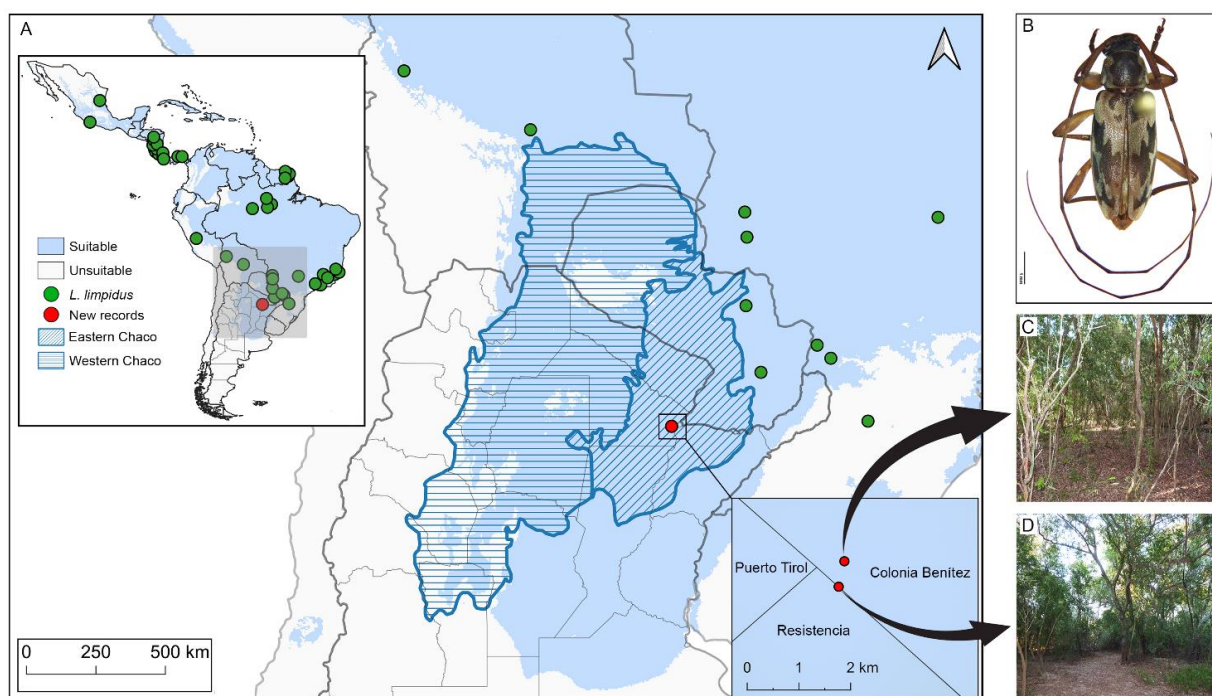 A
Suitable
Unsuitable
L. limpidus
New records
Eastern Chaco
Western Chaco
0 250 500 km
Puerto Tirol
Colonia Benítez
Resistencia
0 1 2 km
B
C
D